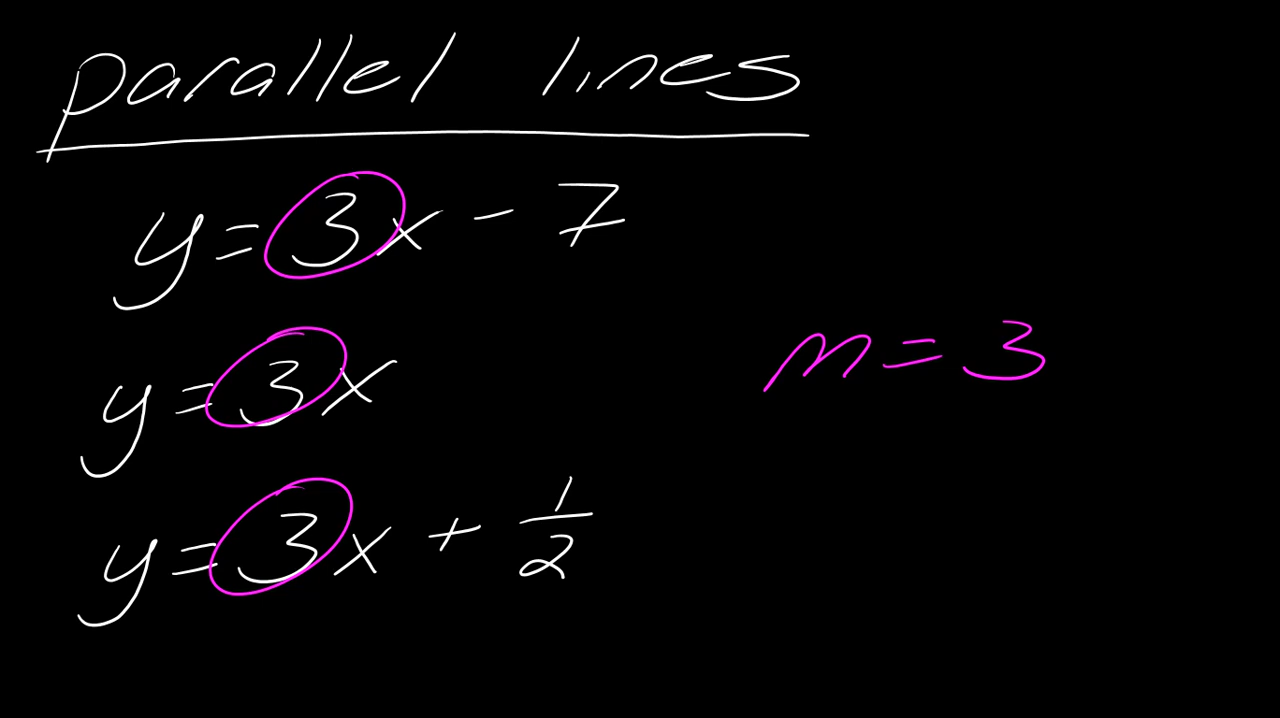 parallel lines
y = 3x - 7
y = 3x
m = 3
y = 3x + 1/2